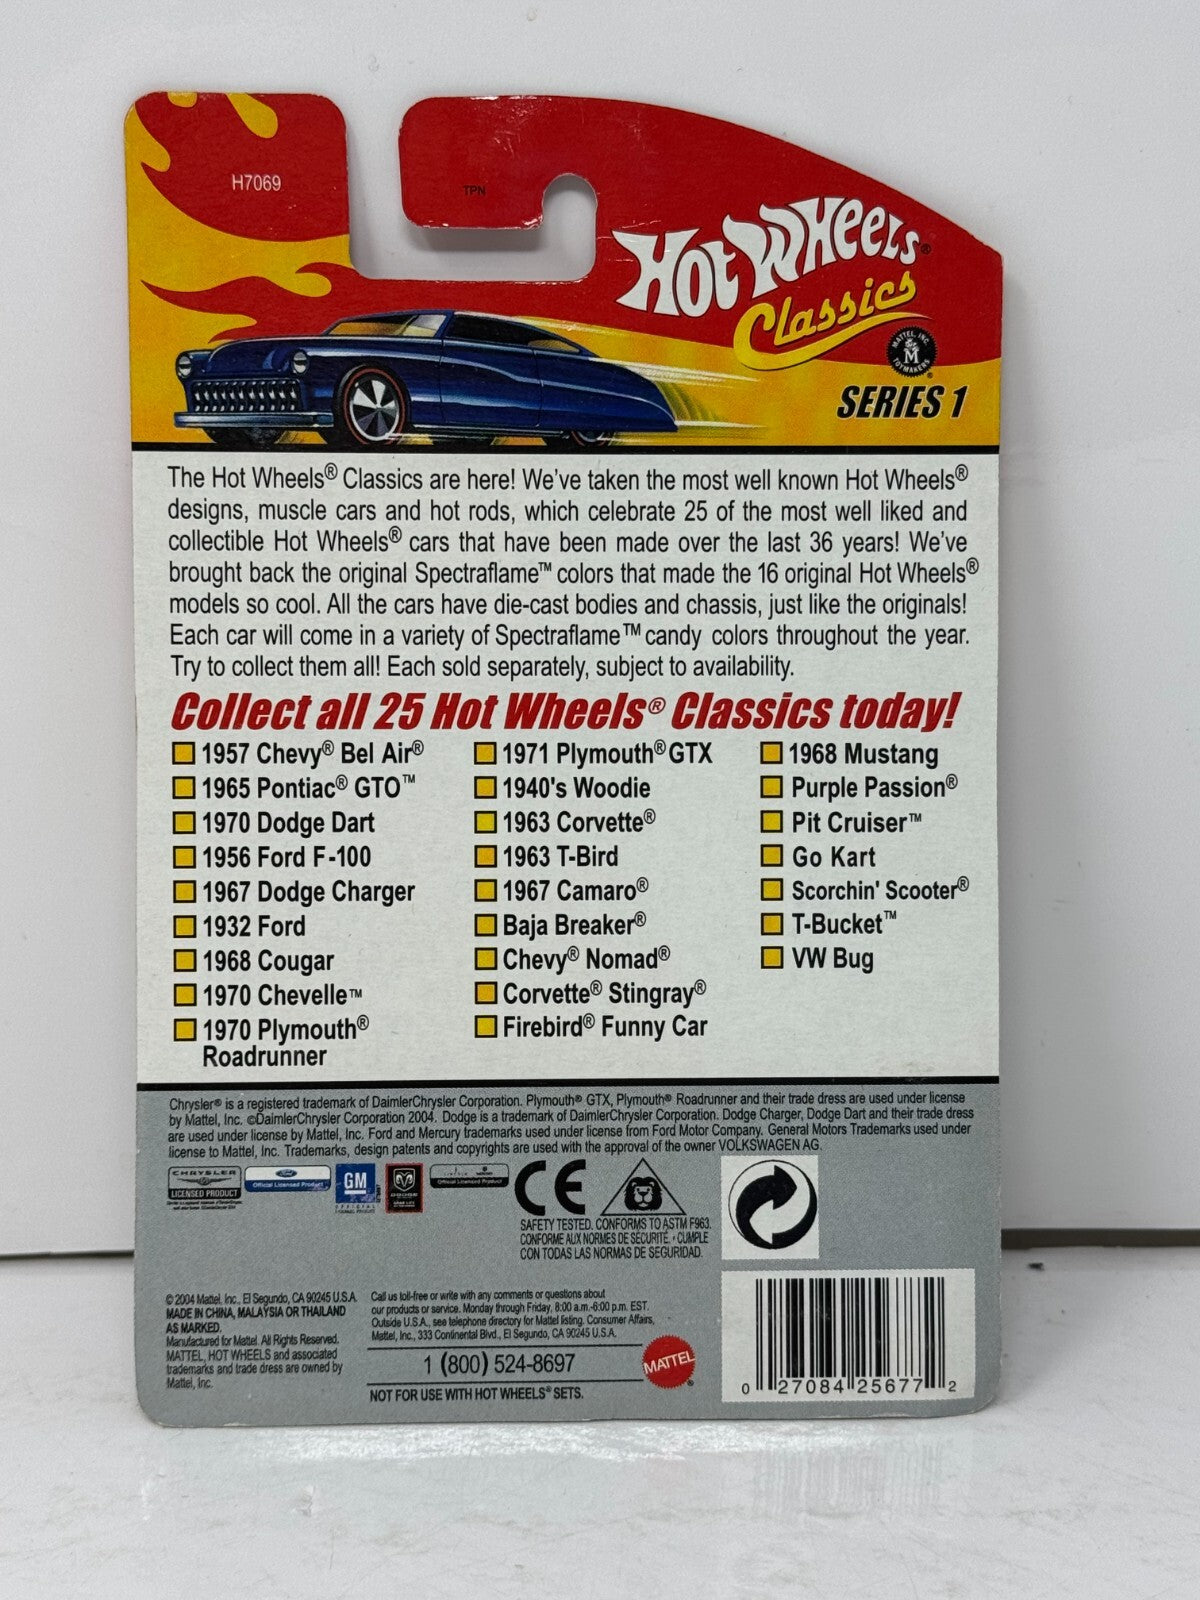 H7069
TPN
Hot Wheels®
Classics
MATTEL, INC.
M
TOYMAKERS
SERIES 1
The Hot Wheels® Classics are here! We've taken the most well known Hot Wheels®
designs, muscle cars and hot rods, which celebrate 25 of the most well liked and
collectible Hot Wheels® cars that have been made over the last 36 years! We've
brought back the original Spectraflame™ colors that made the 16 original Hot Wheels®
models so cool. All the cars have die-cast bodies and chassis, just like the originals!
Each car will come in a variety of Spectraflame™ candy colors throughout the year.
Try to collect them all! Each sold separately, subject to availability.
Collect all 25 Hot Wheels® Classics today!
1957 Chevy® Bel Air®
1965 Pontiac® GTO™
1970 Dodge Dart
1956 Ford F-100
1967 Dodge Charger
1932 Ford
1968 Cougar
1970 Chevelle™
1970 Plymouth®
Roadrunner
1971 Plymouth® GTX
1940's Woodie
1963 Corvette®
1963 T-Bird
1967 Camaro®
Baja Breaker®
Chevy® Nomad®
Corvette® Stingray®
Firebird® Funny Car
1968 Mustang
Purple Passion®
Pit Cruiser™
Go Kart
Scorchin' Scooter®
T-Bucket™
VW Bug
Chrysler® is a registered trademark of DaimlerChrysler Corporation. Plymouth® GTX, Plymouth® Roadrunner and their trade dress are used under license
by Mattel, Inc. ©DaimlerChrysler Corporation 2004. Dodge is a trademark of DaimlerChrysler Corporation. Dodge Charger, Dodge Dart and their trade dress
are used under license by Mattel, Inc. Ford and Mercury trademarks used under license from Ford Motor Company. General Motors Trademarks used under
license to Mattel, Inc. Trademarks, design patents and copyrights are used with the approval of the owner VOLKSWAGEN AG.
CHRYSLER
LICENSED PRODUCT
Ford
Official Licensed Product
GM
OFFICIAL
DODGE
Official Licensed Product
CE
SAFETY TESTED. CONFORMS TO ASTM F963.
CONFORME AUX NORMES DE SÉCURITÉ. • CUMPLE
CON TODAS LAS NORMAS DE SEGURIDAD.
© 2004 Mattel, Inc., El Segundo, CA 90245 U.S.A.
MADE IN CHINA, MALAYSIA OR THAILAND
AS MARKED.
Manufactured for Mattel. All Rights Reserved.
MATTEL, HOT WHEELS and associated
trademarks and trade dress are owned by
Mattel, Inc.
Call us toll-free or write with any comments or questions about
our products or service. Monday through Friday, 8:00 a.m.-6:00 p.m. EST.
Outside U.S.A., see telephone directory for Mattel listing. Consumer Affairs,
Mattel, Inc., 333 Continental Blvd., El Segundo, CA 90245 U.S.A.
1 (800) 524-8697
NOT FOR USE WITH HOT WHEELS® SETS.
MATTEL®
0 27084 25677 2